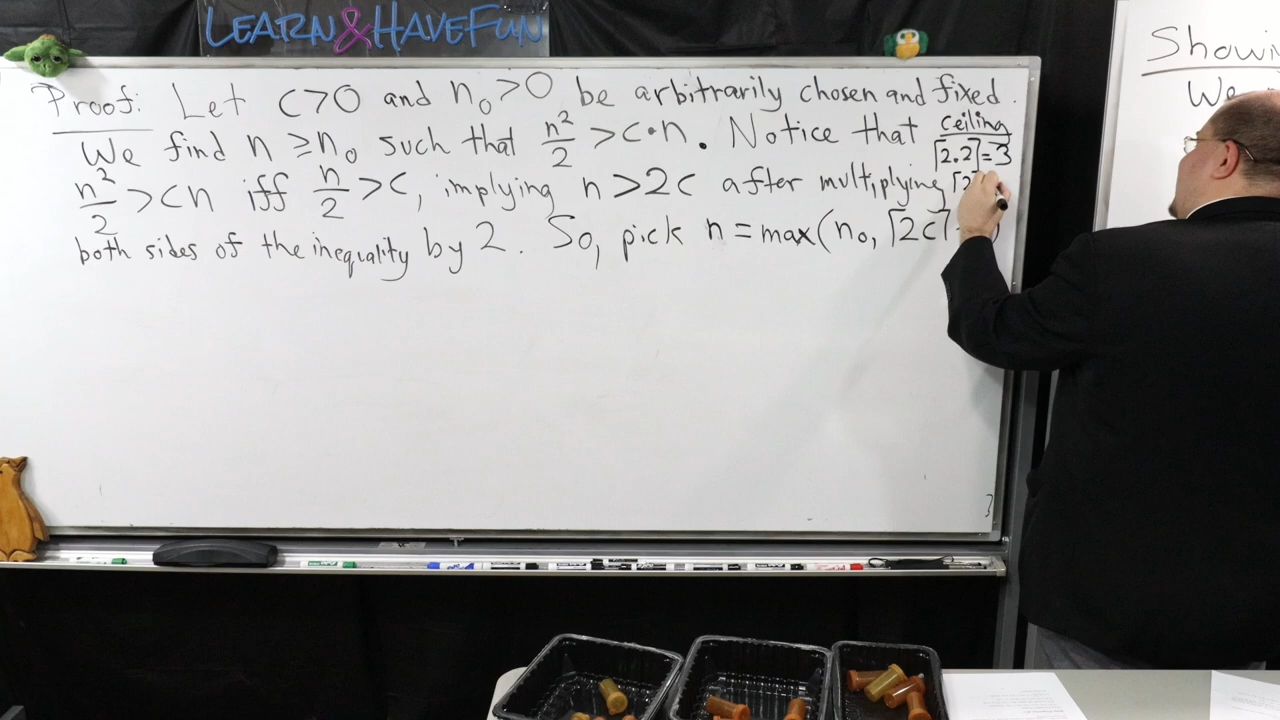 LEARN&HAVEFUN
Proof: Let c>0 and n₀>0 be arbitrarily chosen and fixed.
We find n ≥n₀ such that n²/2 >c·n. Notice that
ceiling
⌈2.2⌉=3
⌈2
n²/2 >cn iff n/2 >c, implying n>2c after multiplying
both sides of the inequality by 2. So, pick n=max(n₀, ⌈2c⌉
Showi
We